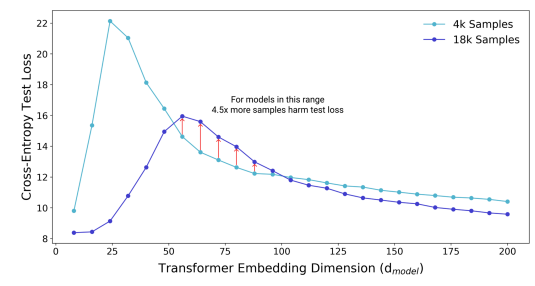 4k Samples
18k Samples
For models in this range
4.5x more samples harm test loss
Cross-Entropy Test Loss
22
20
18
16
14
12
10
8
0
25
50
75
100
125
150
175
200
Transformer Embedding Dimension (d_model)